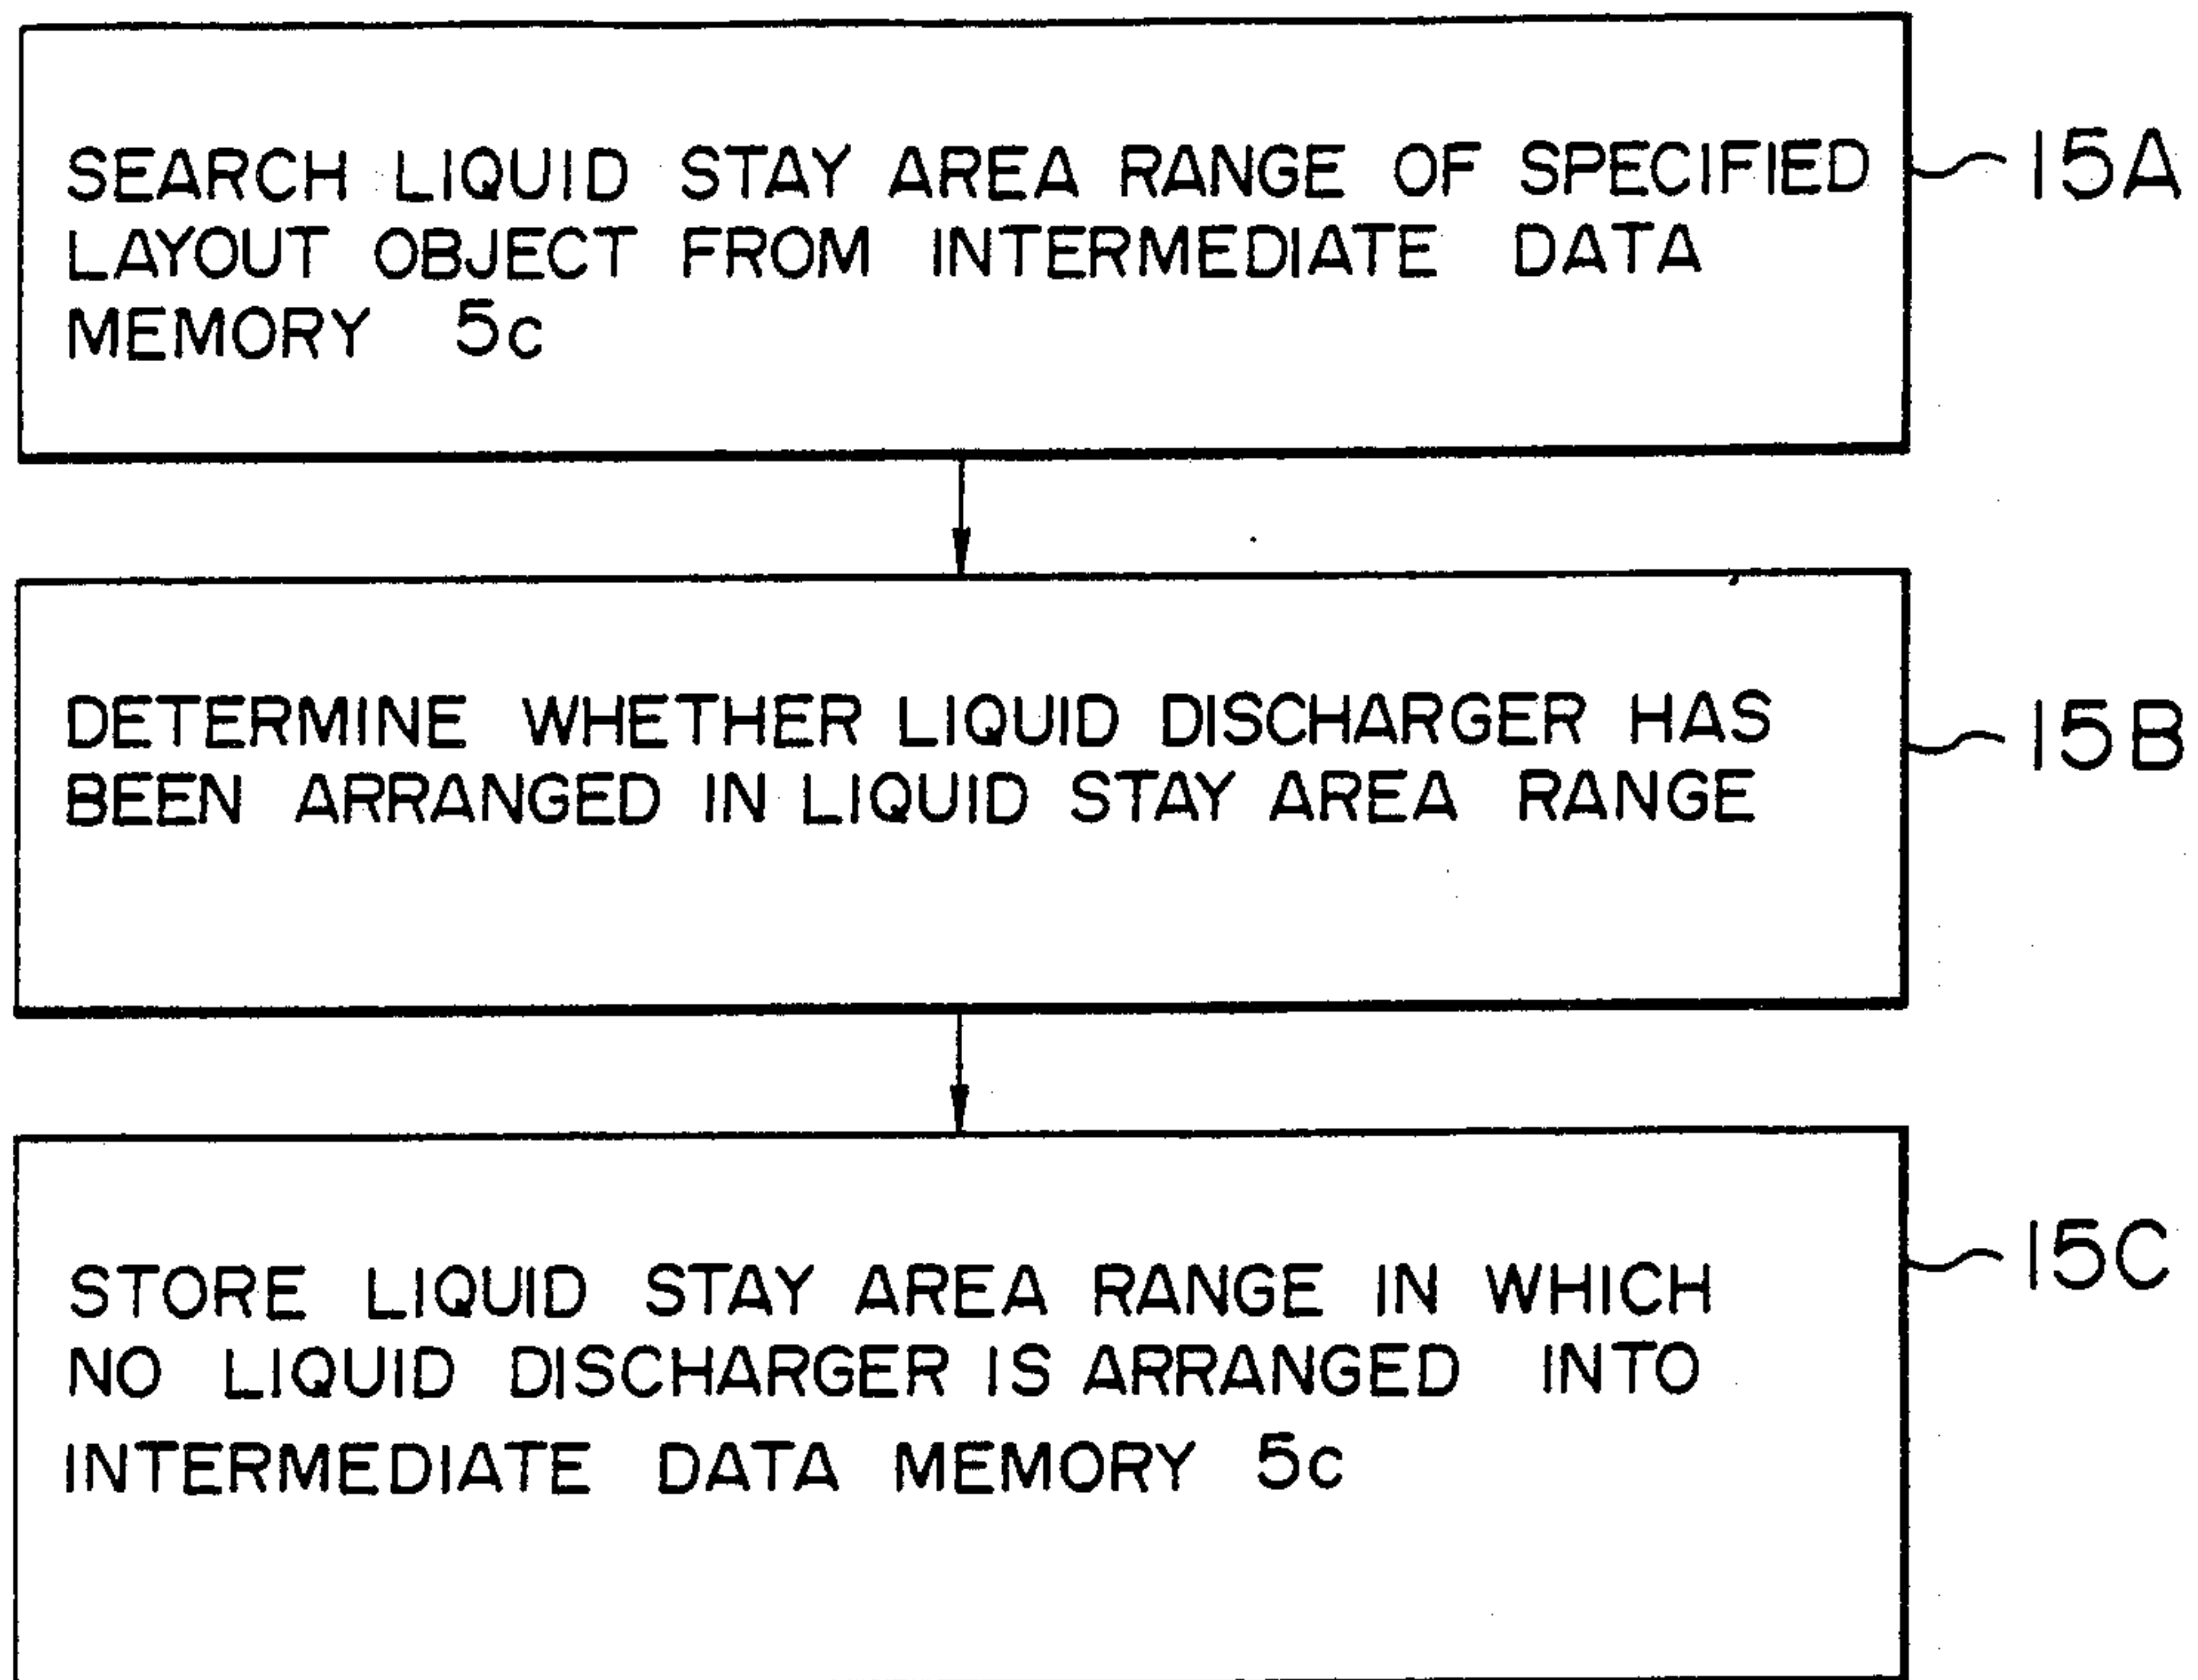 SEARCH LIQUID STAY AREA RANGE OF SPECIFIED
LAYOUT OBJECT FROM INTERMEDIATE DATA
MEMORY 5c
15A
DETERMINE WHETHER LIQUID DISCHARGER HAS
BEEN ARRANGED IN LIQUID STAY AREA RANGE
15B
STORE LIQUID STAY AREA RANGE IN WHICH
NO LIQUID DISCHARGER IS ARRANGED INTO
INTERMEDIATE DATA MEMORY 5c
15C